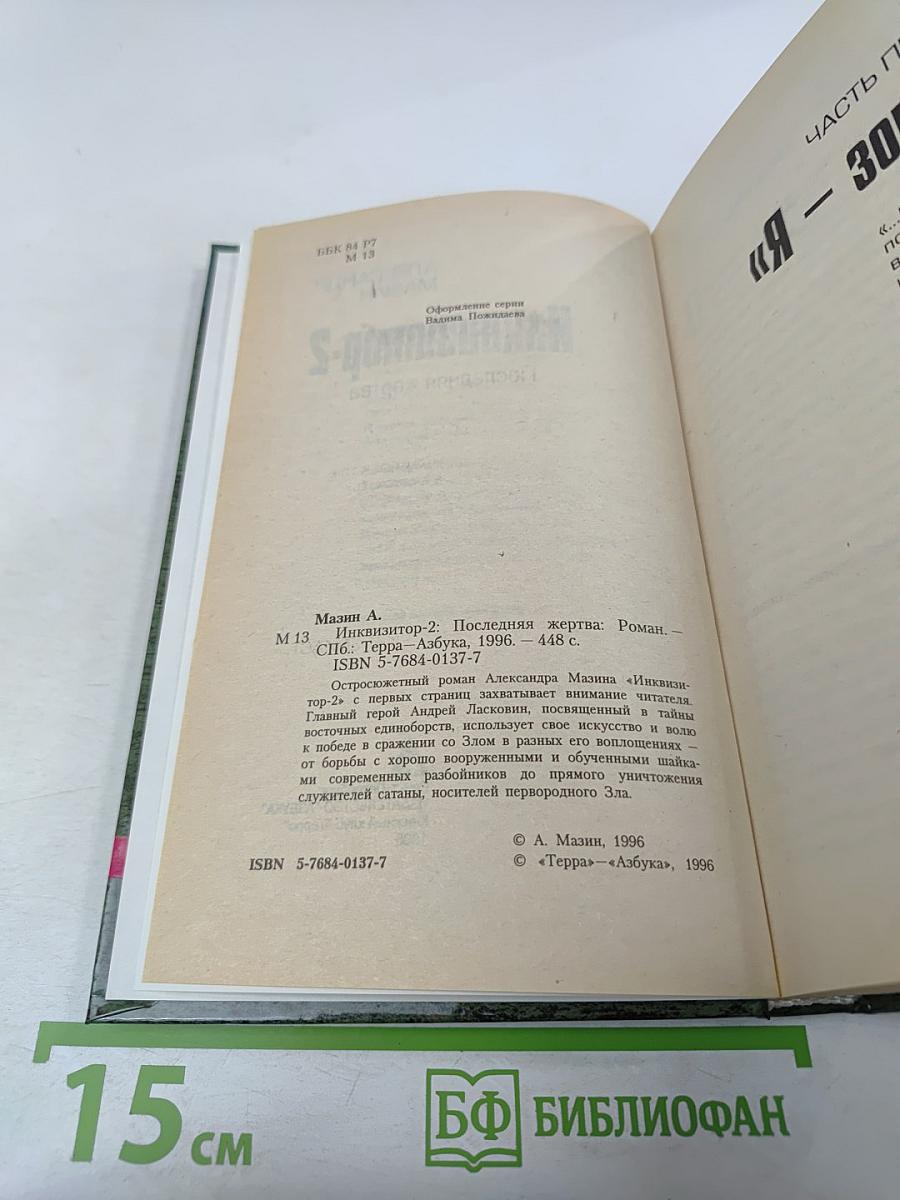 ББК 84 Р7
М 13
Оформление серии
Вадима Пожидаева
Мазин А.
М 13 Инквизитор-2: Последняя жертва: Роман. —
СПб.: Терра—Азбука, 1996. — 448 с.
ISBN 5-7684-0137-7
Остросюжетный роман Александра Мазина «Инквизи-
тор-2» с первых страниц захватывает внимание читателя.
Главный герой Андрей Ласковин, посвященный в тайны
восточных единоборств, использует свое искусство и волю
к победе в сражении со Злом в разных его воплощениях —
от борьбы с хорошо вооруженными и обученными шайка-
ми современных разбойников до прямого уничтожения
служителей сатаны, носителей первородного Зла.
© А. Мазин, 1996
ISBN 5-7684-0137-7 © «Терра»—«Азбука», 1996
ЧАСТЬ
«Я —
15 см
БФ БИБЛИОФАН